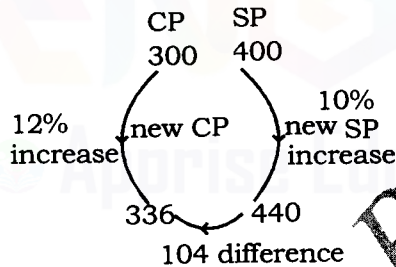 CP SP
300 400
12% increase
new CP
10%
new SP
increase
336 440
104 difference